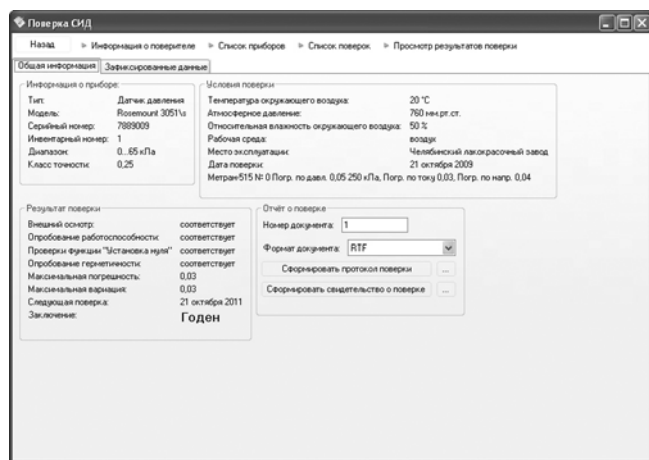 Поверка СИД
Назад » Информация о поверителе » Список приборов » Список поверок » Просмотр результатов поверки
Общая информация Зафиксированные данные
Информация о приборе:
Тип: Датчик давления
Модель: Rosemount 3051\s
Серийный номер: 7889009
Инвентарный номер: 1
Диапазон: 0...65 кПа
Класс точности: 0,25
Условия поверки
Температура окружающего воздуха: 20 °C
Атмосферное давление: 760 мм.рт.ст.
Относительная влажность окружающего воздуха: 50 %
Рабочая среда: воздух
Место эксплуатации: Челябинский лакокрасочный завод
Дата поверки: 21 октября 2009
Метран-515 № 0 Погр. по давл. 0,05 250 кПа, Погр. по току 0,03, Погр. по напр. 0,04
Результат поверки
Внешний осмотр: соответствует
Опробование работоспособности: соответствует
Проверки функции "Установка нуля" соответствует
Опробование герметичности: соответствует
Максимальная погрешность: 0,03
Максимальная вариация: 0,03
Следующая поверка: 21 октября 2011
Заключение: Годен
Отчёт о поверке
Номер документа: 1
Формат документа: RTF
Сформировать протокол поверки ...
Сформировать свидетельство о поверке ...